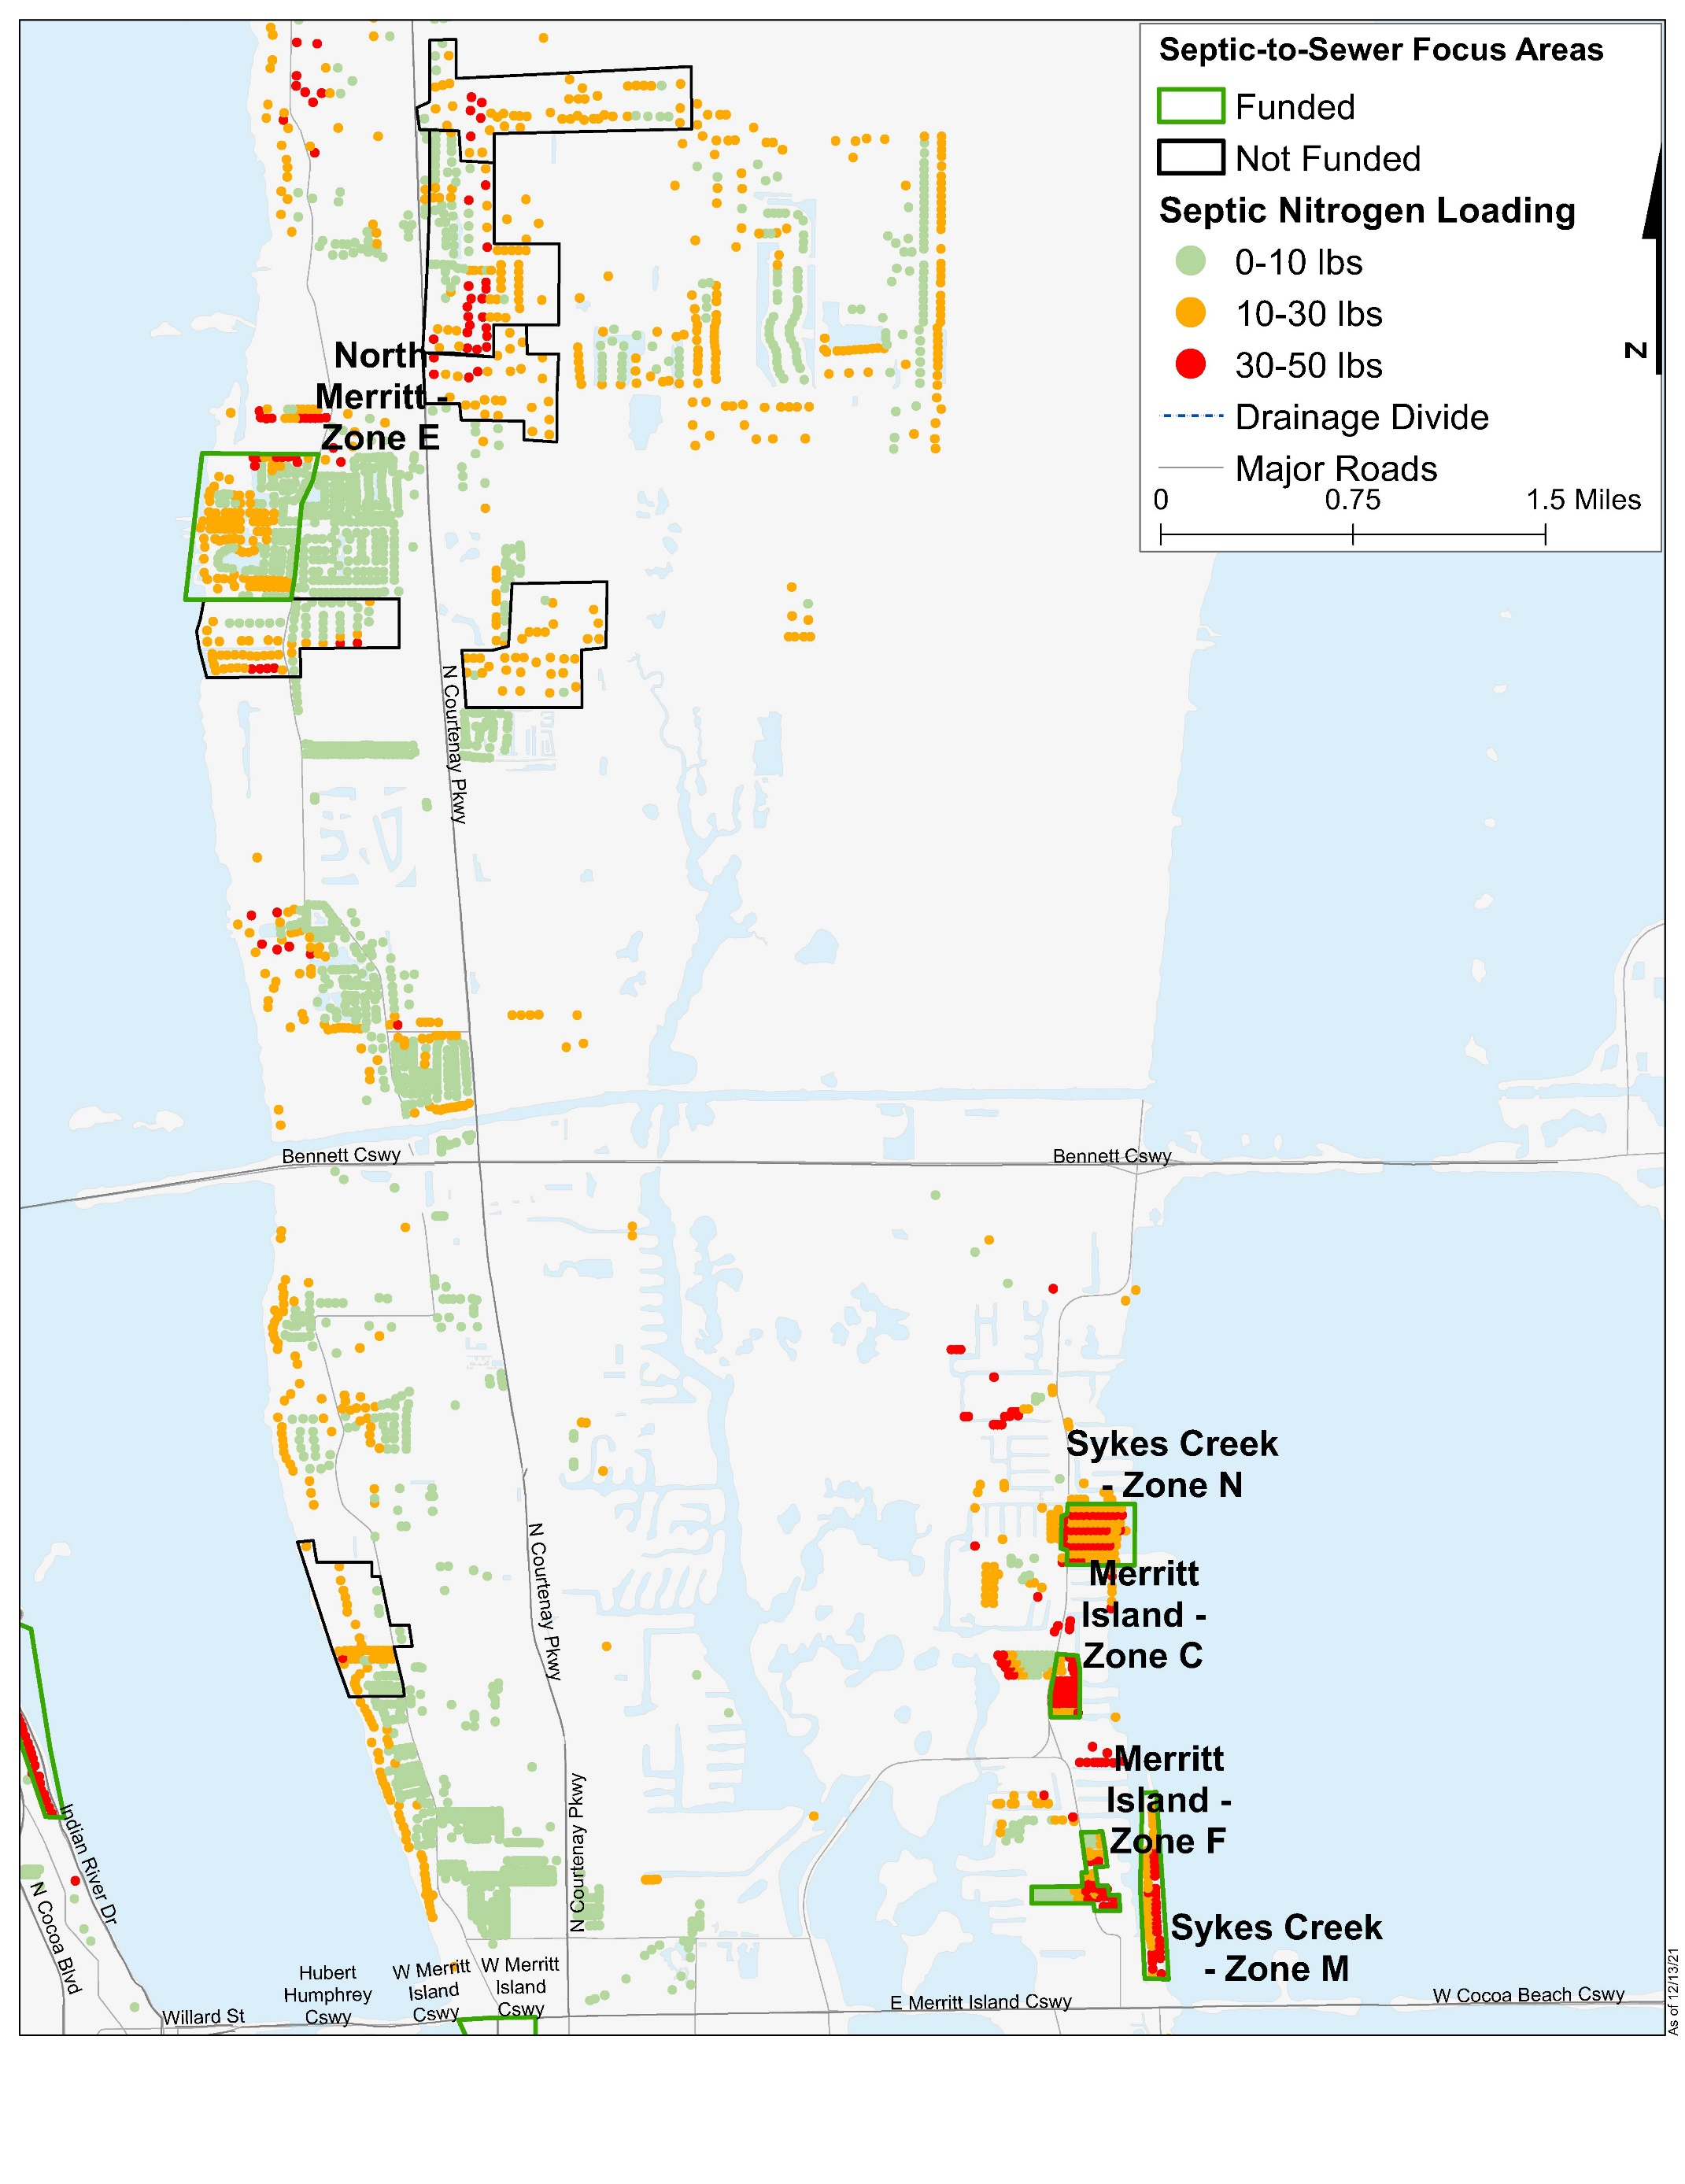 Septic-to-Sewer Focus Areas
Funded
Not Funded
Septic Nitrogen Loading
0-10 lbs
10-30 lbs
30-50 lbs
Drainage Divide
Major Roads
0 0.75 1.5 Miles
N
North
Merritt -
Zone E
N Courtenay Pkwy
Bennett Cswy
Bennett Cswy
Sykes Creek
- Zone N
Merritt
Island -
Zone C
N Courtenay Pkwy
Merritt
Island -
Zone F
N Courtenay Pkwy
Indian River Dr
N Cocoa Blvd
Sykes Creek
- Zone M
Hubert
Humphrey
Cswy
W Merritt
Island
Cswy
W Merritt
Island
Cswy
Willard St
E Merritt Island Cswy
W Cocoa Beach Cswy
As of 12/13/21